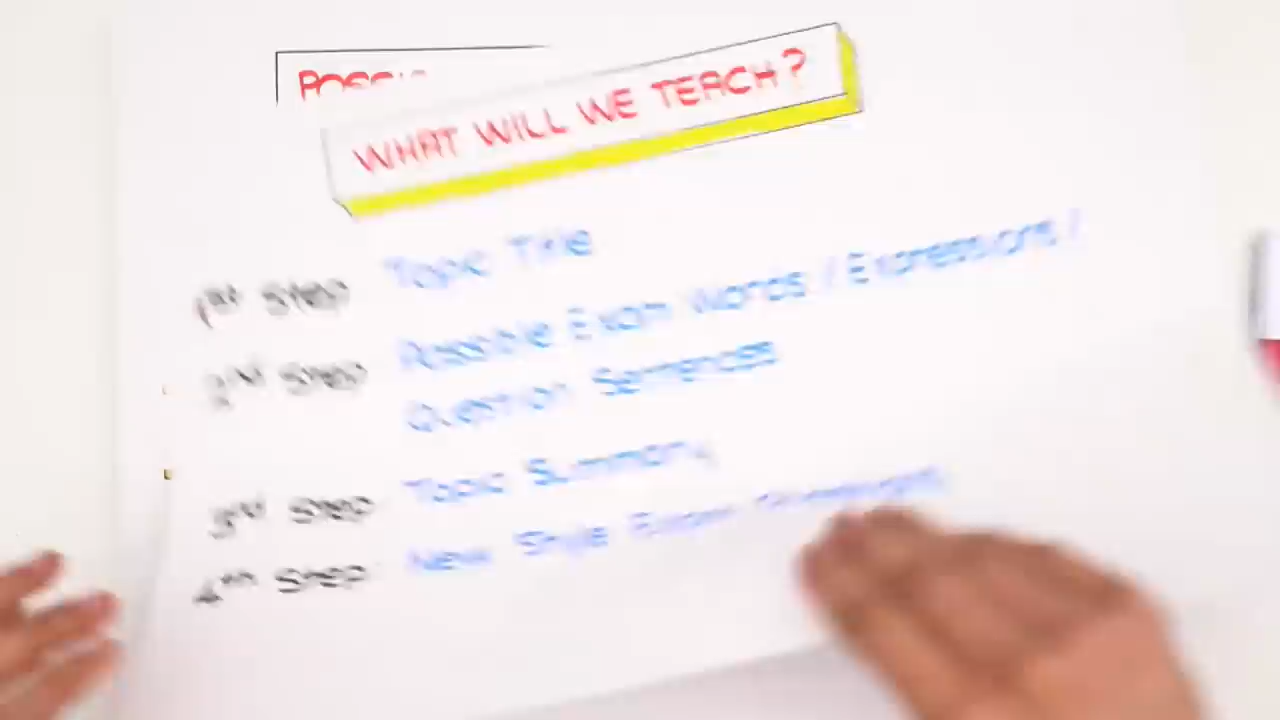 WHAT WILL WE TEACH?
1ST STEP Topic Title
2ND STEP Possible Exam Words / Expressions /
Question Sentences
3RD STEP Topic Summary
4TH STEP New Style Exam